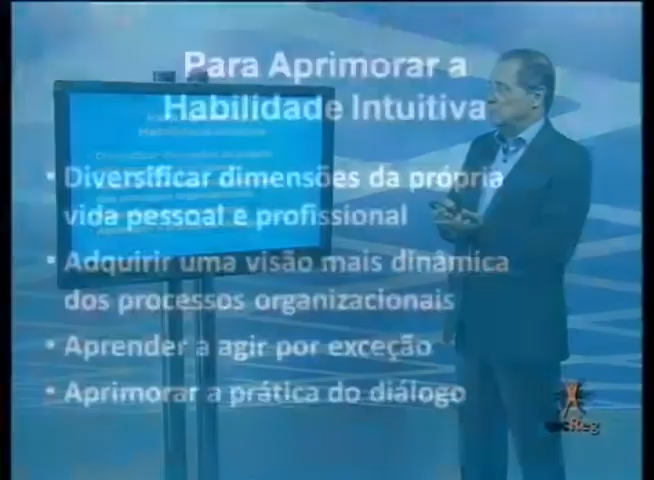 Para Aprimorar a
Habilidade Intuitiva
• Diversificar dimensões da própria
vida pessoal e profissional
• Adquirir uma visão mais dinâmica
dos processos organizacionais
• Aprender a agir por exceção
• Aprimorar a prática do diálogo